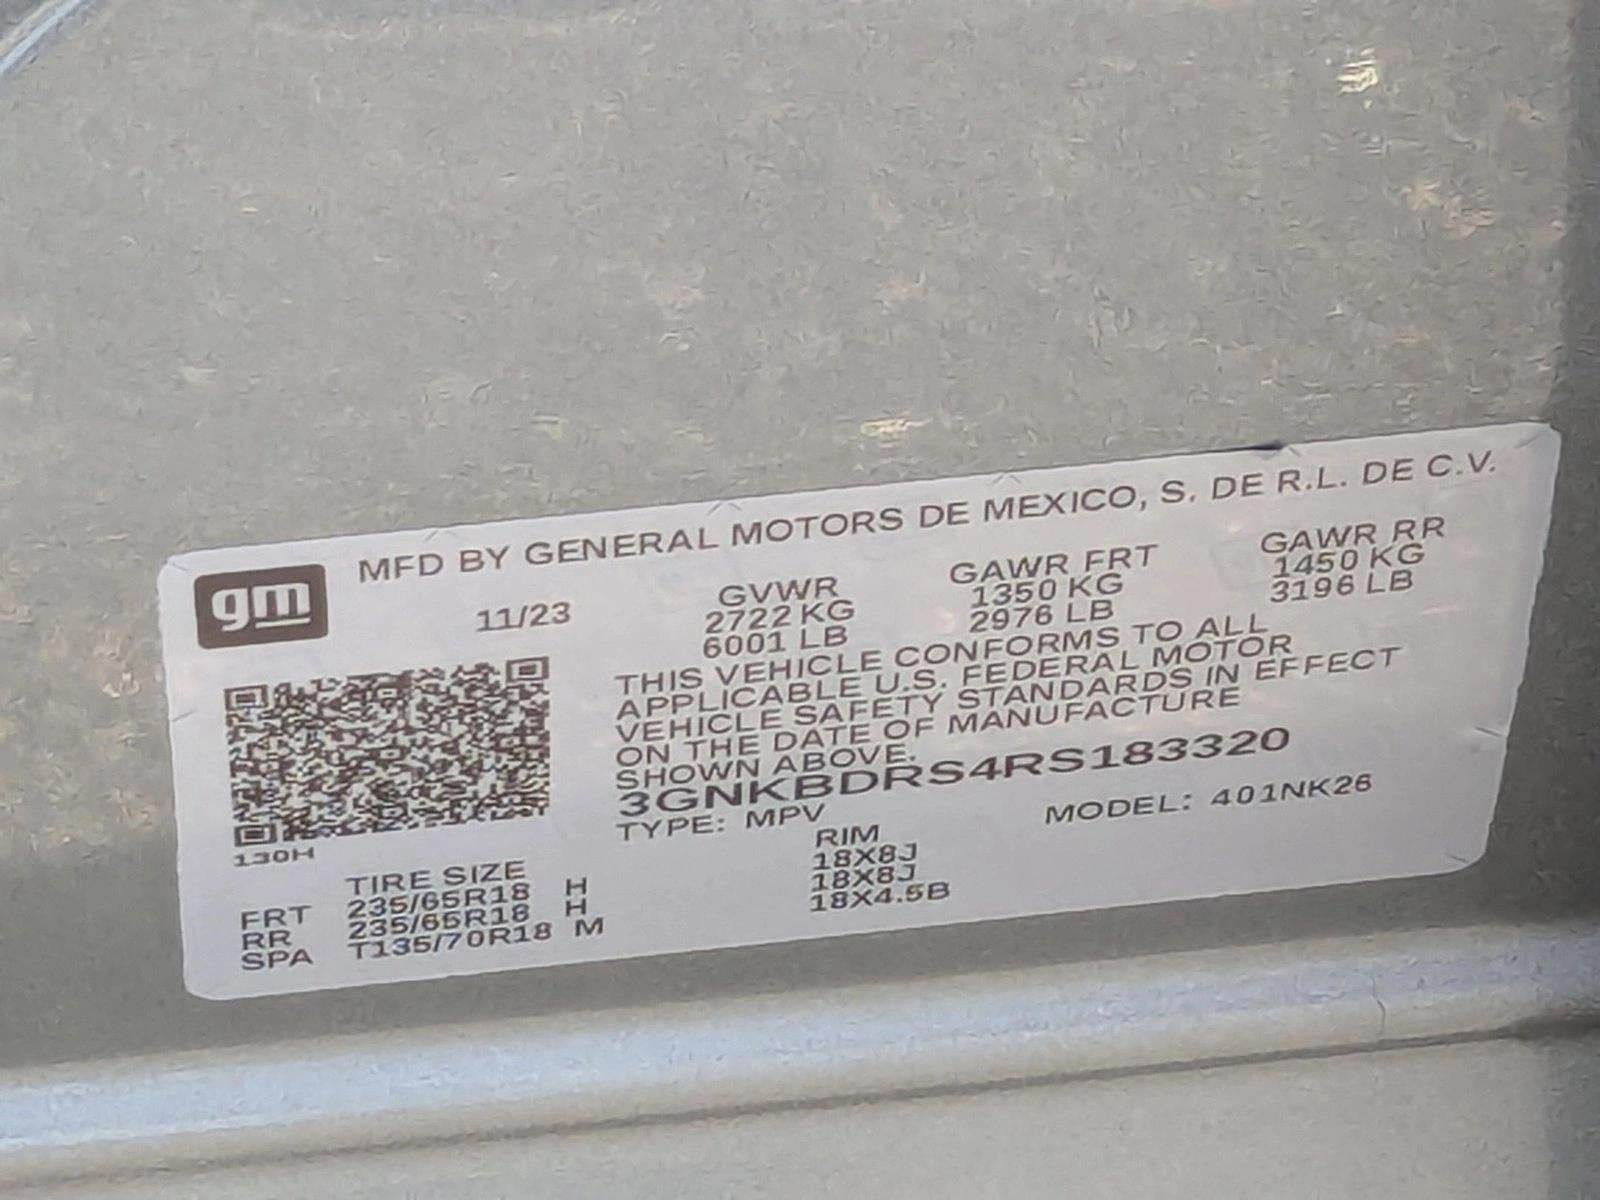 gm
MFD BY GENERAL MOTORS DE MEXICO, S. DE R.L. DE C.V.
11/23 GVWR GAWR FRT GAWR RR
2722 KG 1350 KG 1450 KG
6001 LB 2976 LB 3196 LB
THIS VEHICLE CONFORMS TO ALL
APPLICABLE U.S. FEDERAL MOTOR
VEHICLE SAFETY STANDARDS IN EFFECT
ON THE DATE OF MANUFACTURE
SHOWN ABOVE.
3GNKBDRS4RS183320
TYPE: MPV MODEL: 401NK26
130H
TIRE SIZE RIM
FRT 235/65R18 H 18X8J
RR 235/65R18 H 18X8J
SPA T135/70R18 M 18X4.5B